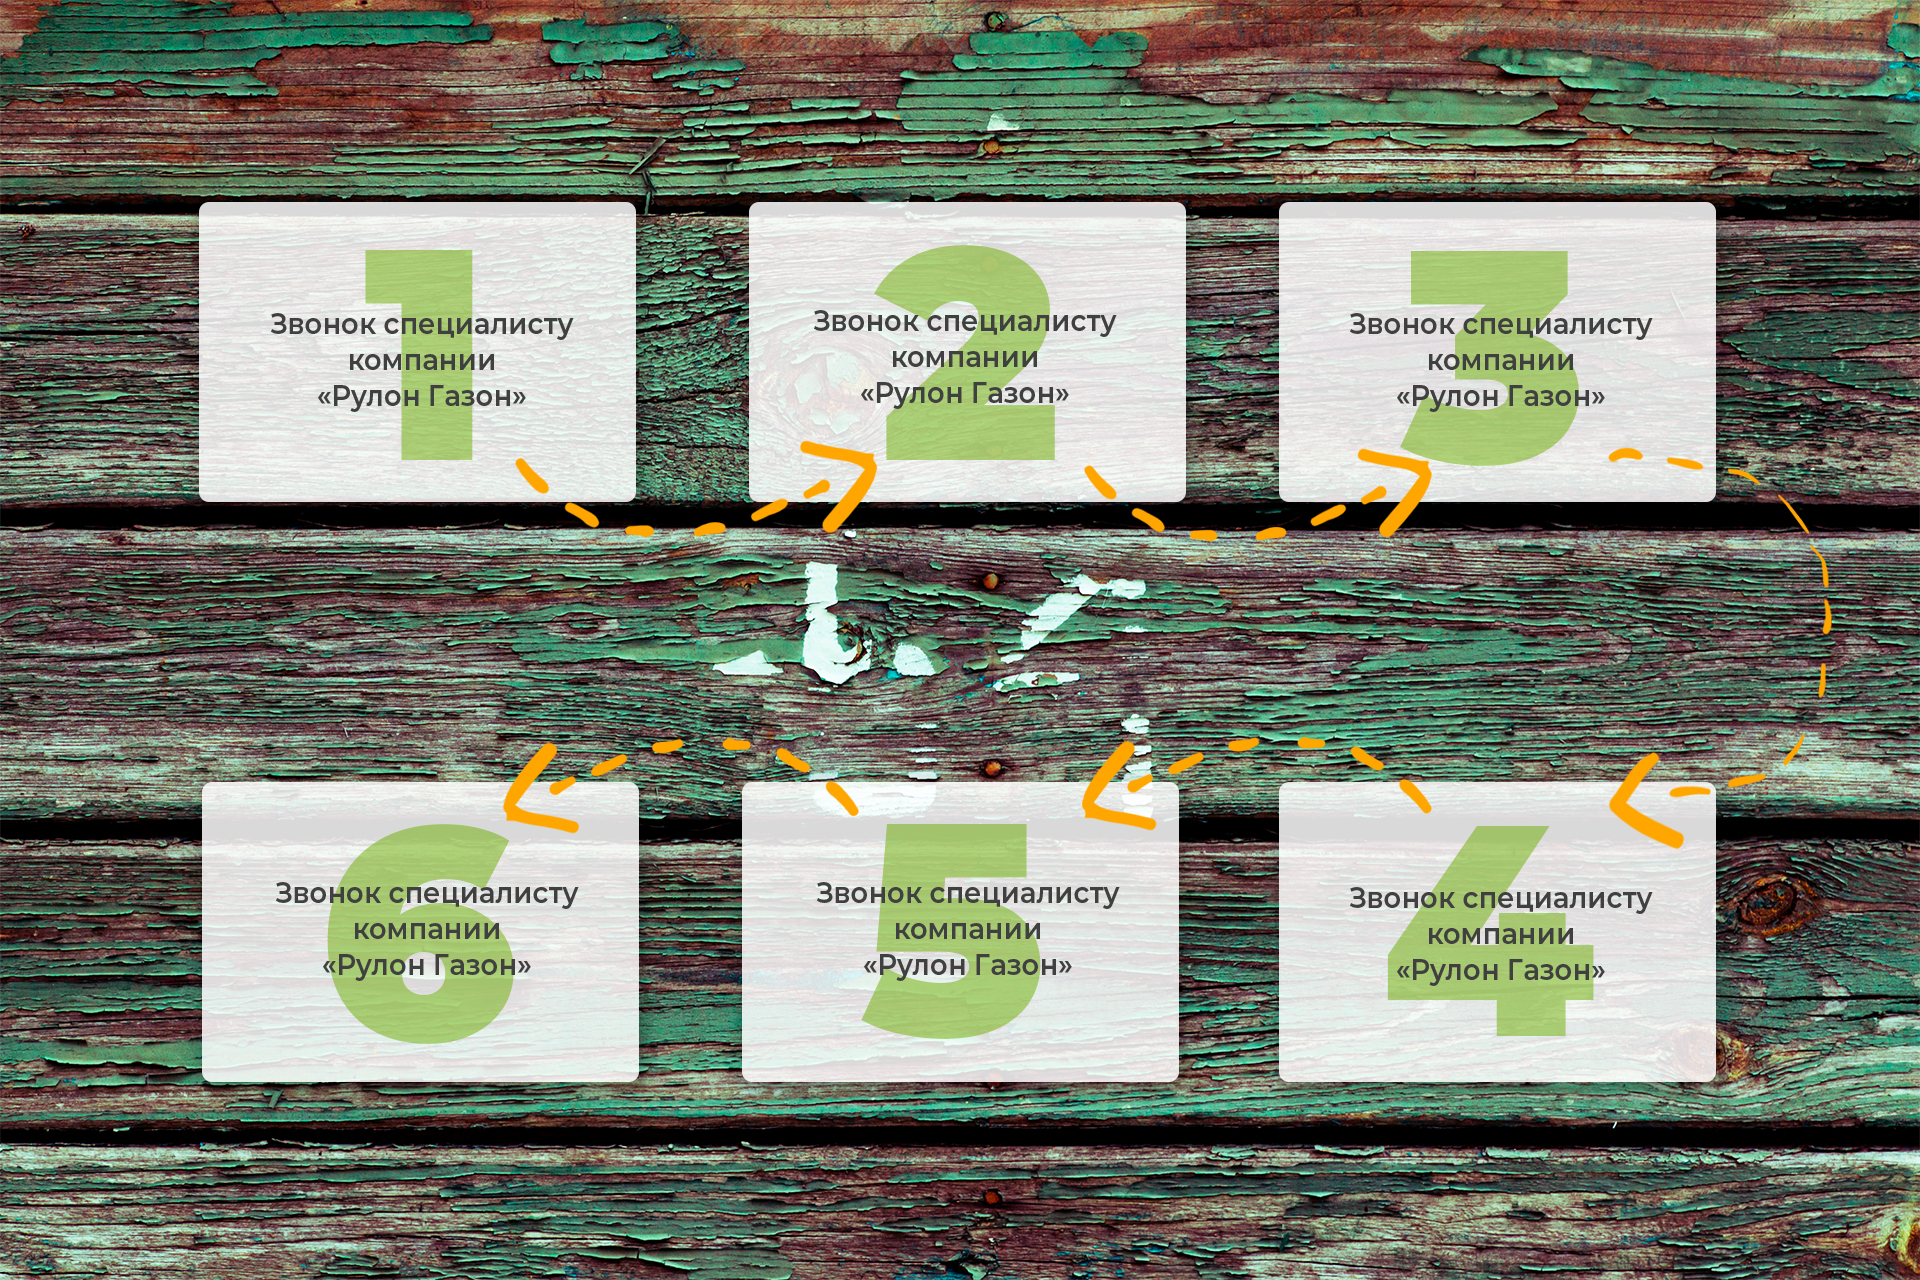 1
Звонок специалисту
компании
«Рулон Газон»
2
Звонок специалисту
компании
«Рулон Газон»
3
Звонок специалисту
компании
«Рулон Газон»
4
Звонок специалисту
компании
«Рулон Газон»
5
Звонок специалисту
компании
«Рулон Газон»
6
Звонок специалисту
компании
«Рулон Газон»